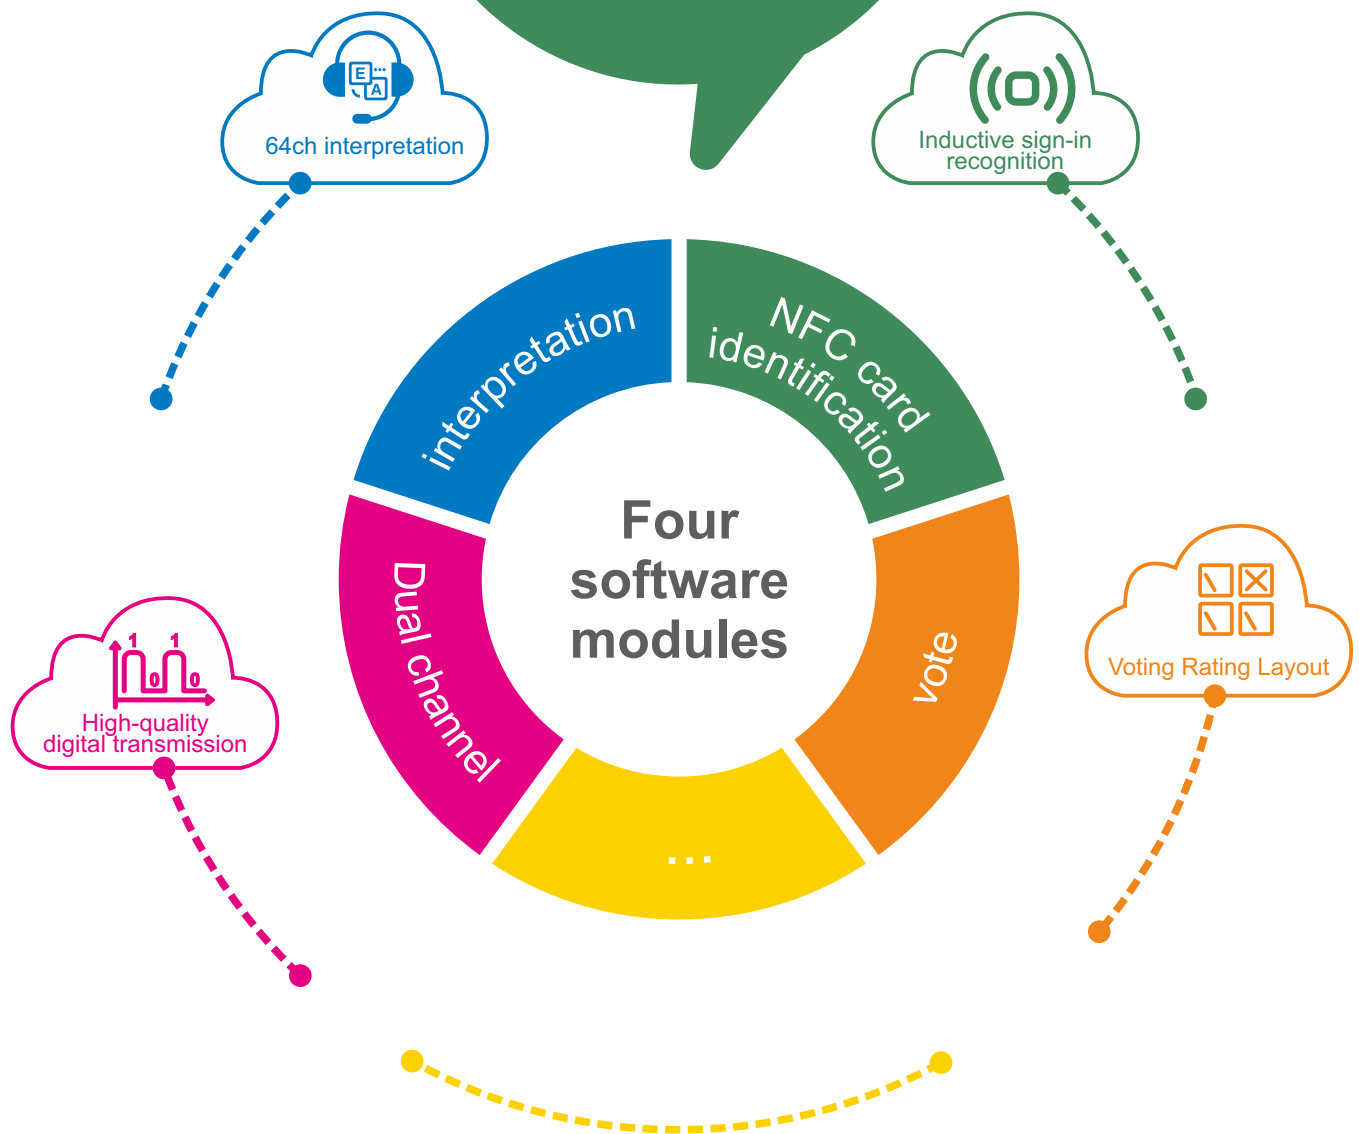 E
A
64ch interpretation
Inductive sign-in
recognition
interpretation
NFC card
identification
Four
software
modules
Dual channel
vote
...
1 1
0 0
High-quality
digital transmission
Voting Rating Layout